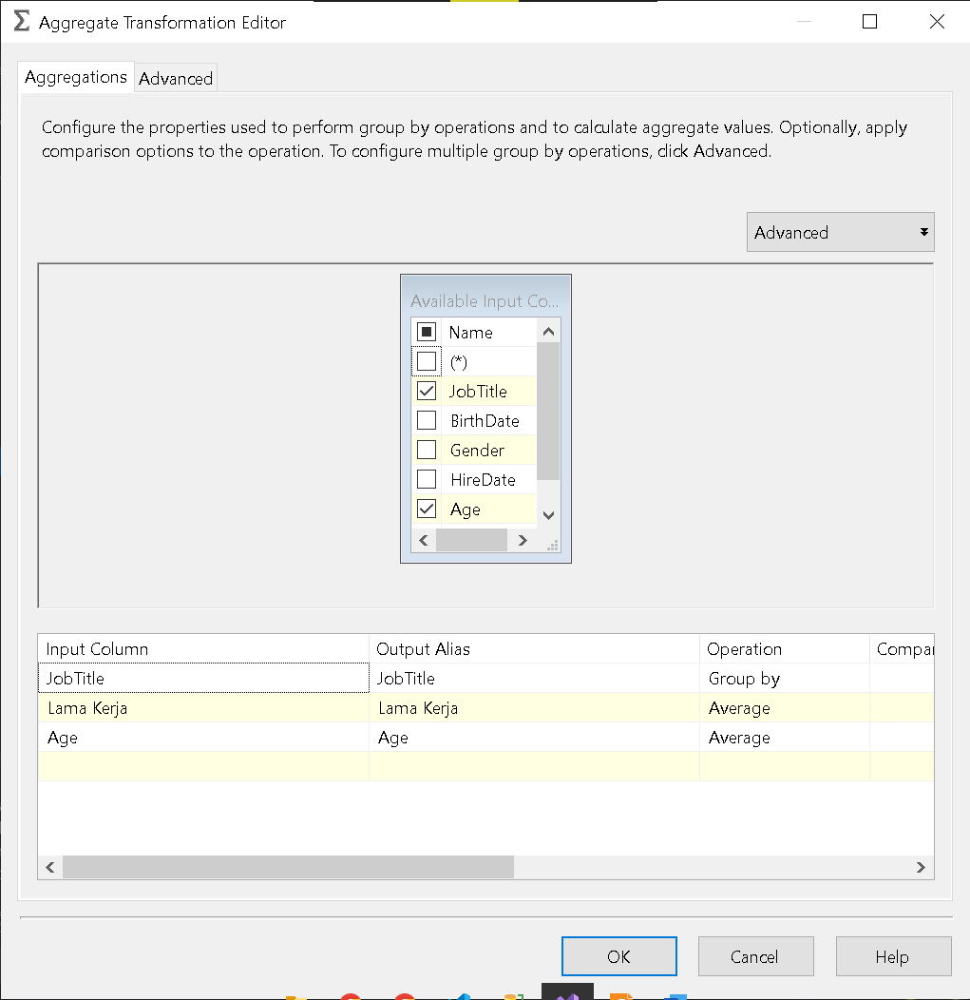 Aggregate Transformation Editor
Aggregations
Advanced
Configure the properties used to perform group by operations and to calculate aggregate values. Optionally, apply
comparison options to the operation. To configure multiple group by operations, click Advanced.
Advanced
Available Input Co...
Name
(*)
JobTitle
BirthDate
Gender
HireDate
Age
Input Column Output Alias Operation Compar
JobTitle JobTitle Group by
Lama Kerja Lama Kerja Average
Age Age Average
OK Cancel Help